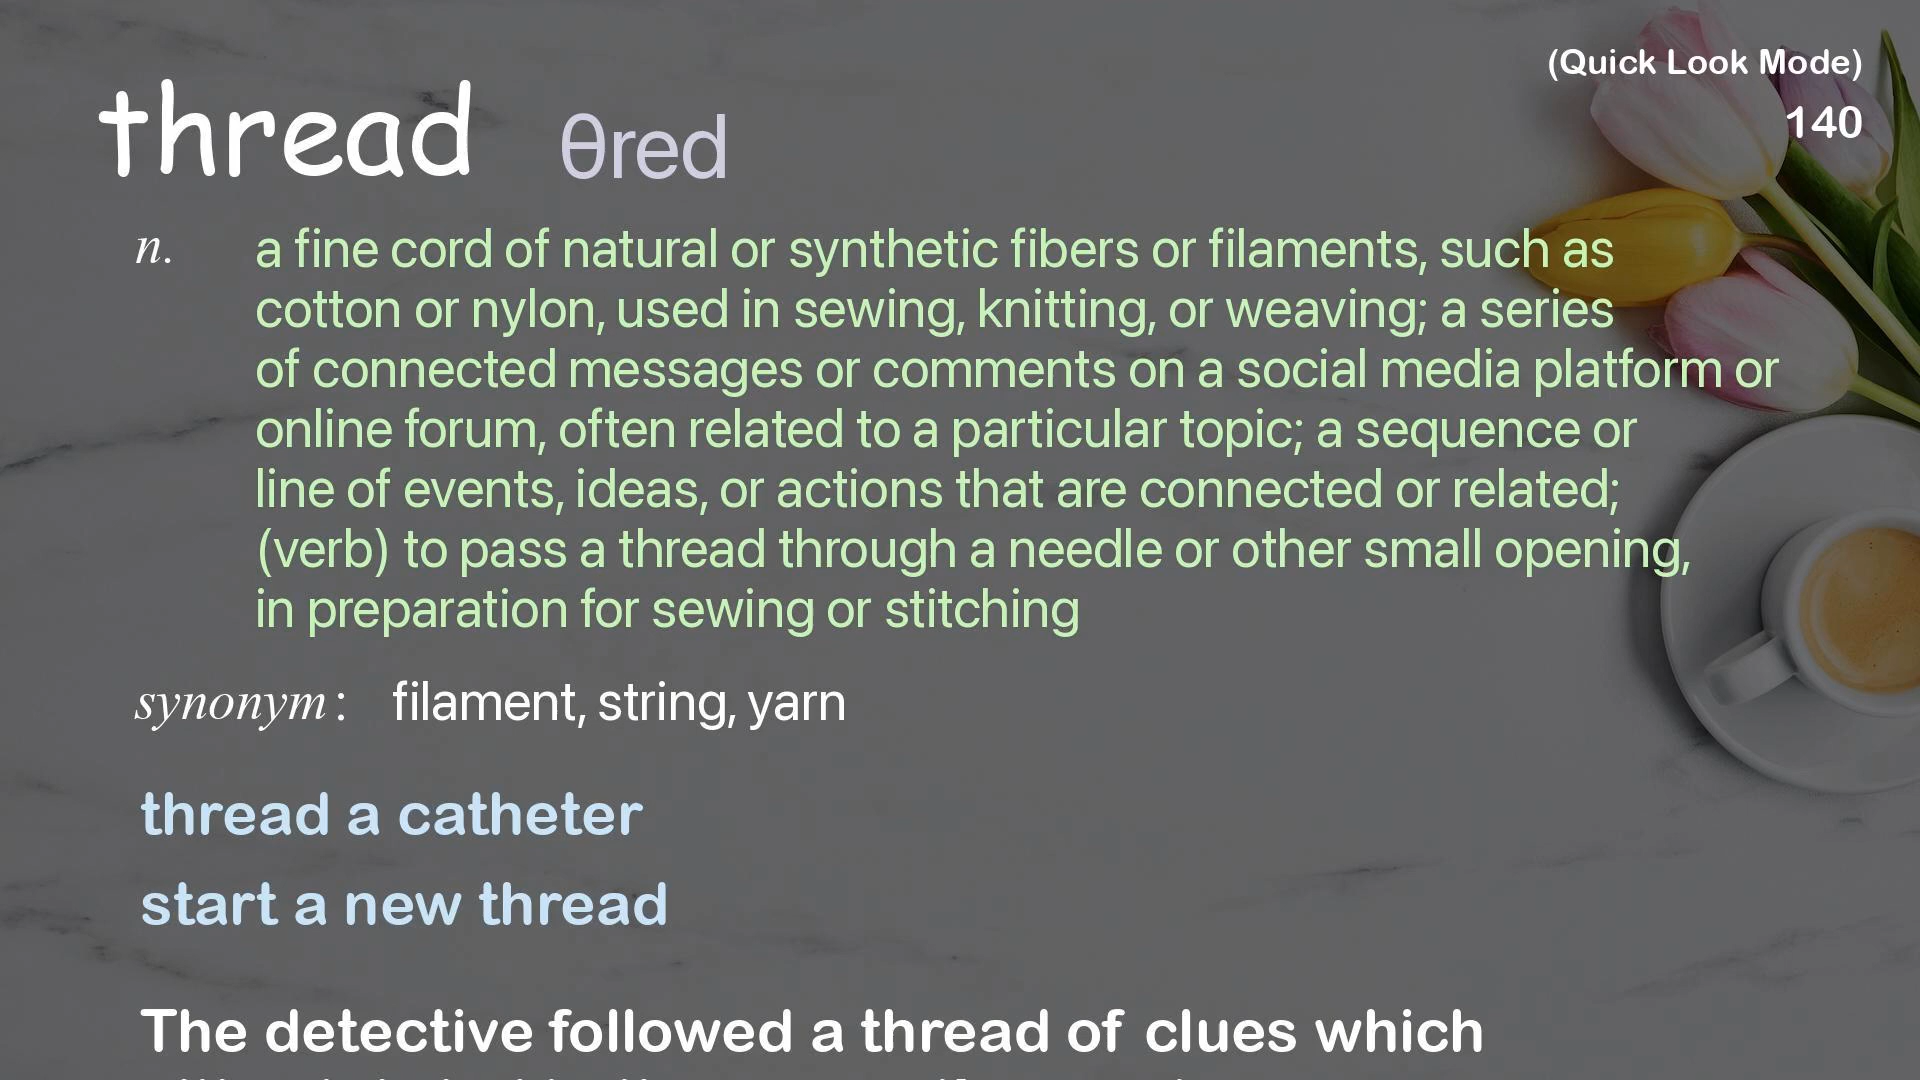 (Quick Look Mode)
140
thread θred
n. a fine cord of natural or synthetic fibers or filaments, such as
cotton or nylon, used in sewing, knitting, or weaving; a series
of connected messages or comments on a social media platform or
online forum, often related to a particular topic; a sequence or
line of events, ideas, or actions that are connected or related;
(verb) to pass a thread through a needle or other small opening,
in preparation for sewing or stitching
synonym: filament, string, yarn
thread a catheter
start a new thread
The detective followed a thread of clues which